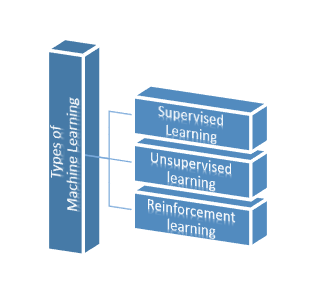 Types of
Machine Learning
Supervised
Learning
Unsupervised
learning
Reinforcement
learning